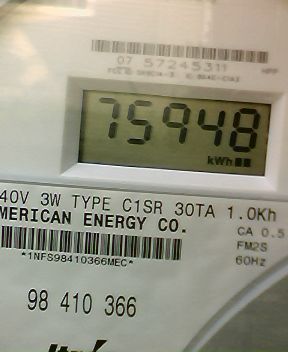 07 57245311
75948
kWh
40V 3W TYPE C1SR 30TA 1.0Kh
MERICAN ENERGY CO.
CA 0.5
FM2S
*1NFS98410366MEC*
60Hz
98 410 366